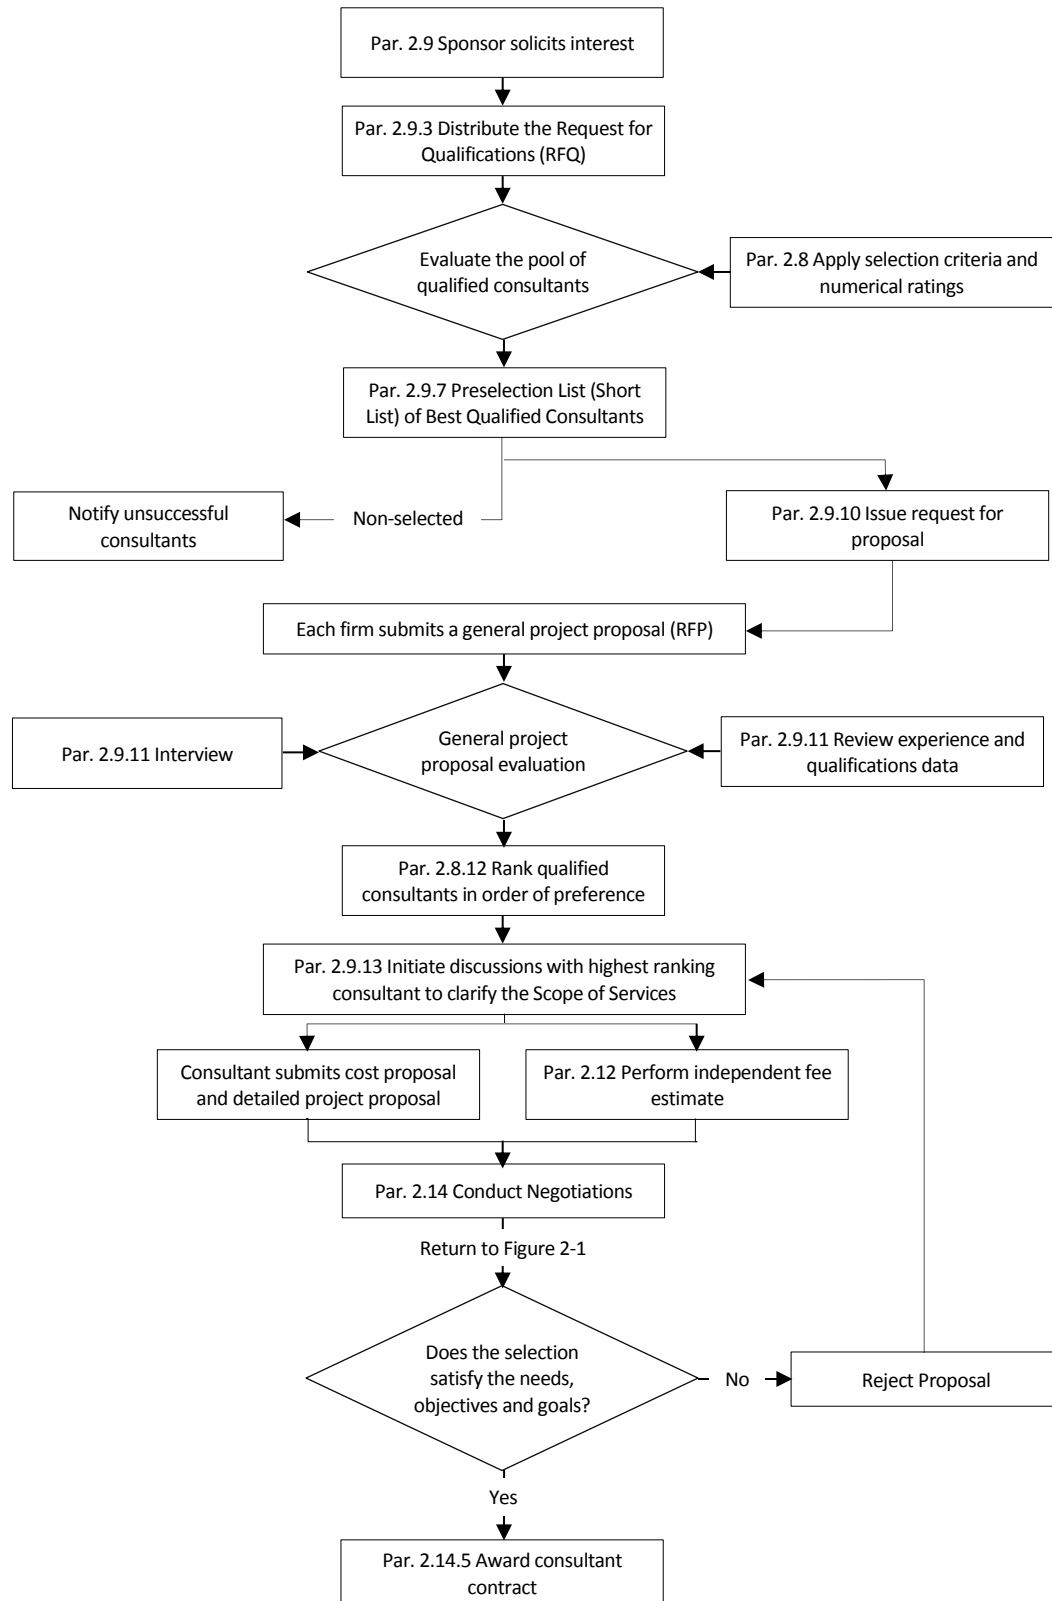 Par. 2.9 Sponsor solicits interest
Par. 2.9.3 Distribute the Request for
Qualifications (RFQ)
Evaluate the pool of
qualified consultants
Par. 2.8 Apply selection criteria and
numerical ratings
Par. 2.9.7 Preselection List (Short
List) of Best Qualified Consultants
Notify unsuccessful
consultants
Non-selected
Par. 2.9.10 Issue request for
proposal
Each firm submits a general project proposal (RFP)
Par. 2.9.11 Interview
General project
proposal evaluation
Par. 2.9.11 Review experience and
qualifications data
Par. 2.8.12 Rank qualified
consultants in order of preference
Par. 2.9.13 Initiate discussions with highest ranking
consultant to clarify the Scope of Services
Consultant submits cost proposal
and detailed project proposal
Par. 2.12 Perform independent fee
estimate
Par. 2.14 Conduct Negotiations
Return to Figure 2-1
Does the selection
satisfy the needs,
objectives and goals?
No
Reject Proposal
Yes
Par. 2.14.5 Award consultant
contract